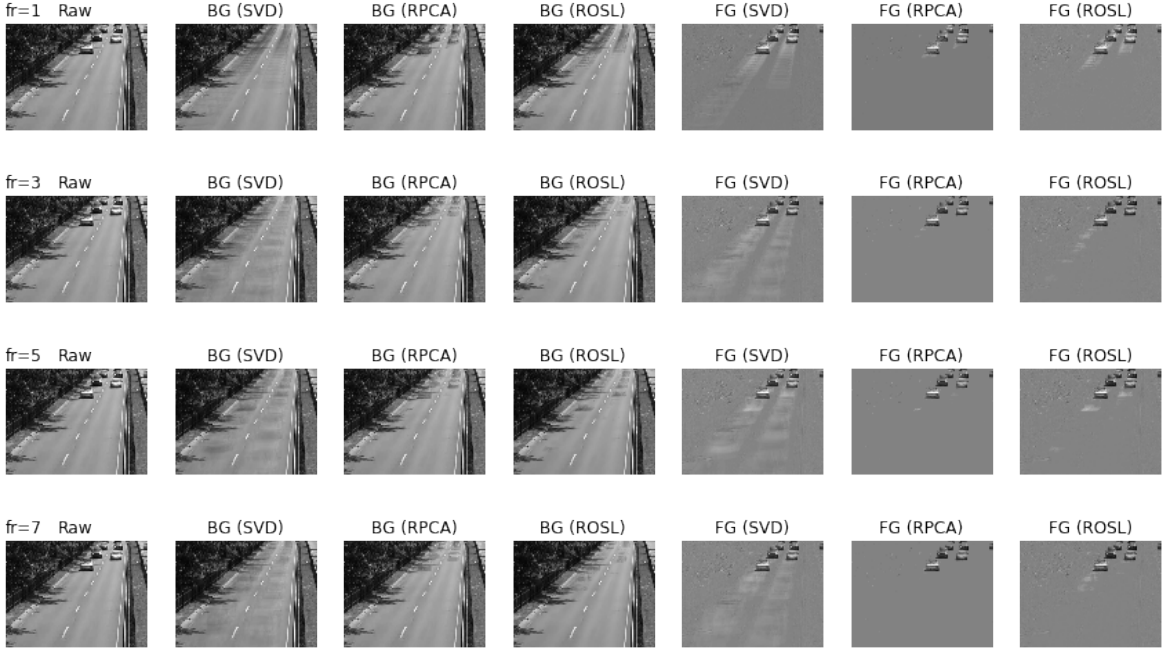 fr=1 Raw BG (SVD) BG (RPCA) BG (ROSL) FG (SVD) FG (RPCA) FG (ROSL)
fr=3 Raw BG (SVD) BG (RPCA) BG (ROSL) FG (SVD) FG (RPCA) FG (ROSL)
fr=5 Raw BG (SVD) BG (RPCA) BG (ROSL) FG (SVD) FG (RPCA) FG (ROSL)
fr=7 Raw BG (SVD) BG (RPCA) BG (ROSL) FG (SVD) FG (RPCA) FG (ROSL)